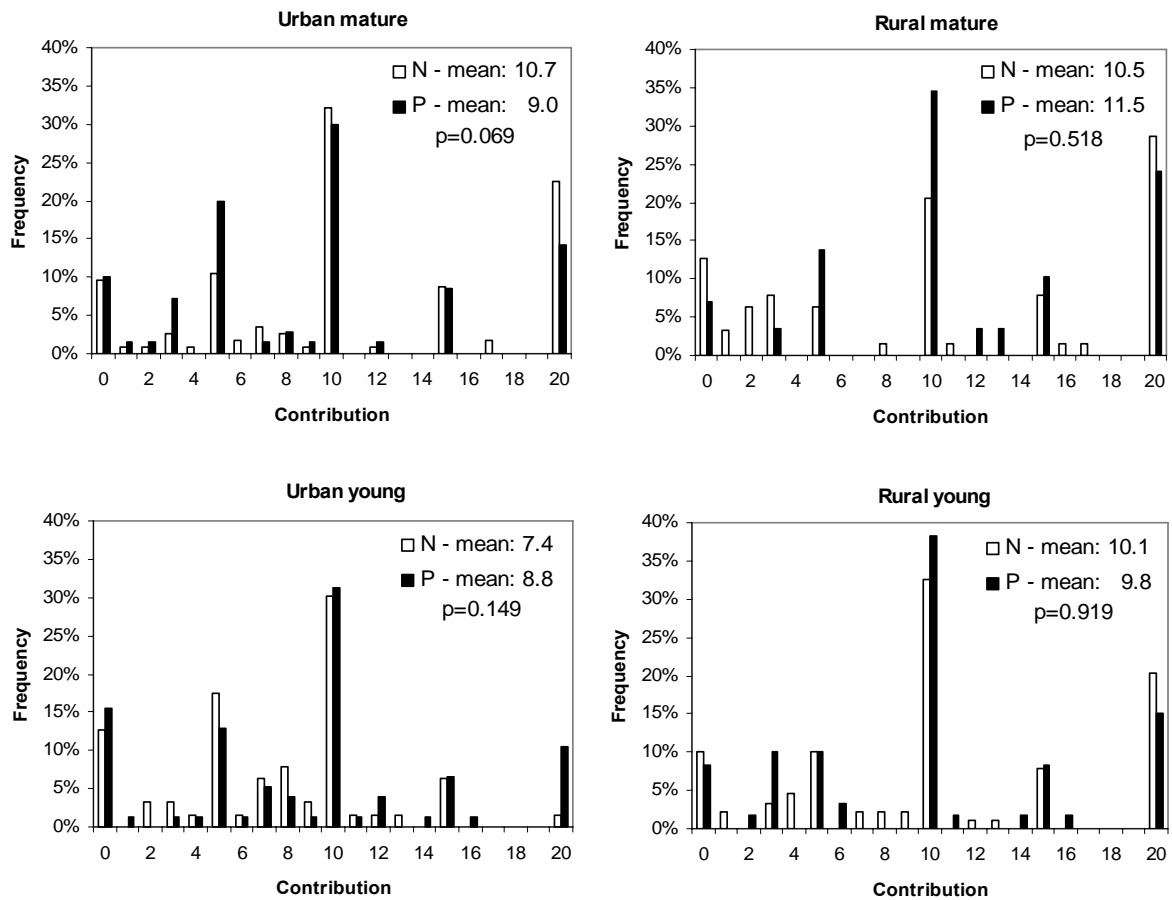 Urban mature
40%
35%
30%
25%
20%
15%
10%
5%
0%
Frequency
N - mean: 10.7
P - mean: 9.0
p=0.069
0 2 4 6 8 10 12 14 16 18 20
Contribution
Rural mature
40%
35%
30%
25%
20%
15%
10%
5%
0%
Frequency
N - mean: 10.5
P - mean: 11.5
p=0.518
0 2 4 6 8 10 12 14 16 18 20
Contribution
Urban young
40%
35%
30%
25%
20%
15%
10%
5%
0%
Frequency
N - mean: 7.4
P - mean: 8.8
p=0.149
0 2 4 6 8 10 12 14 16 18 20
Contribution
Rural young
40%
35%
30%
25%
20%
15%
10%
5%
0%
Frequency
N - mean: 10.1
P - mean: 9.8
p=0.919
0 2 4 6 8 10 12 14 16 18 20
Contribution